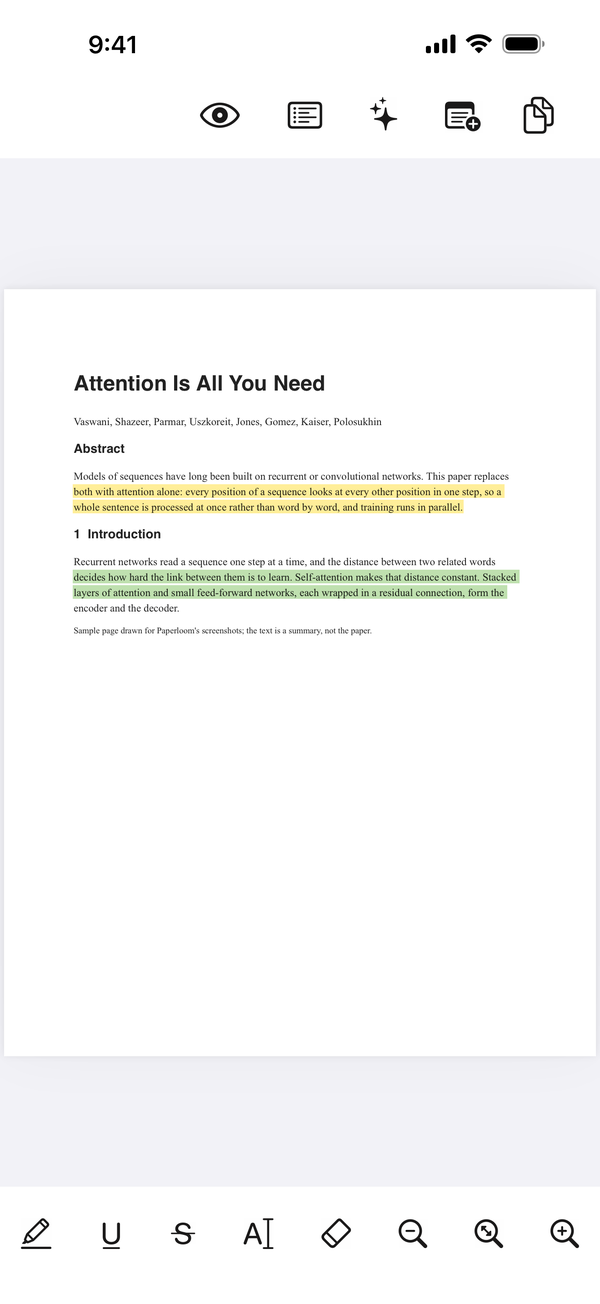 9:41
Attention Is All You Need
Vaswani, Shazeer, Parmar, Uszkoreit, Jones, Gomez, Kaiser, Polosukhin
Abstract
Models of sequences have long been built on recurrent or convolutional networks. This paper replaces
both with attention alone: every position of a sequence looks at every other position in one step, so a
whole sentence is processed at once rather than word by word, and training runs in parallel.
1 Introduction
Recurrent networks read a sequence one step at a time, and the distance between two related words
decides how hard the link between them is to learn. Self-attention makes that distance constant. Stacked
layers of attention and small feed-forward networks, each wrapped in a residual connection, form the
encoder and the decoder.
Sample page drawn for Paperloom's screenshots; the text is a summary, not the paper.
U S A